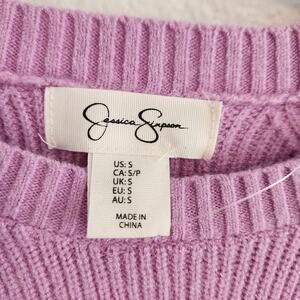 Jessica Simpson
US: S
CA: S/P
UK: S
EU: S
AU: S
MADE IN
CHINA